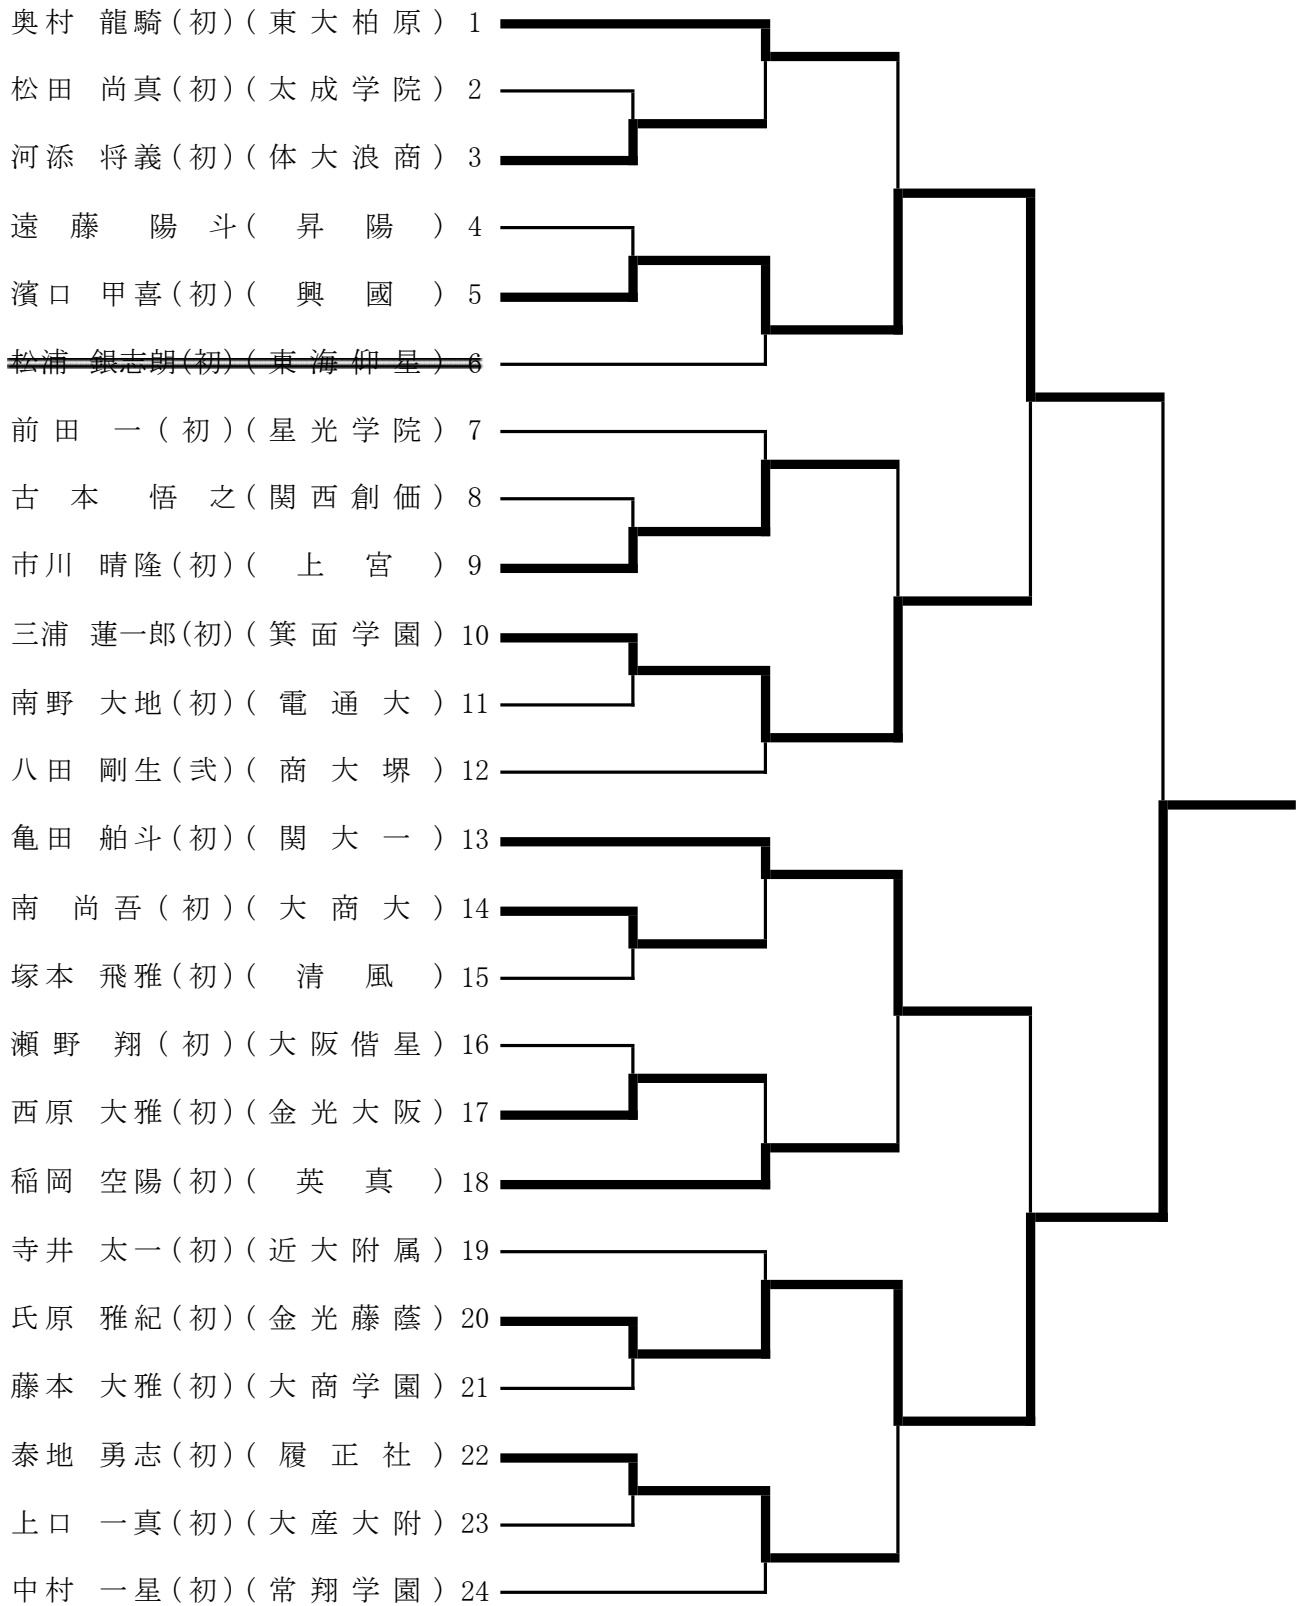 奥村 龍騎(初)(東大柏原) 1
松田 尚真(初)(太成学院) 2
河添 将義(初)(体大浪商) 3
遠藤 陽斗(昇陽) 4
濱口 甲喜(初)(興國) 5
松浦 銀志朗(初)(東海仰星) 6
前田 一(初)(星光学院) 7
古本 悟之(関西創価) 8
市川 晴隆(初)(上宮) 9
三浦 蓮一郎(初)(箕面学園) 10
南野 大地(初)(電通大) 11
八田 剛生(弐)(商大堺) 12
亀田 舶斗(初)(関大一) 13
南 尚吾(初)(大商大) 14
塚本 飛雅(初)(清風) 15
瀬野 翔(初)(大阪偕星) 16
西原 大雅(初)(金光大阪) 17
稲岡 空陽(初)(英真) 18
寺井 太一(初)(近大附属) 19
氏原 雅紀(初)(金光藤蔭) 20
藤本 大雅(初)(大商学園) 21
泰地 勇志(初)(履正社) 22
上口 一真(初)(大産大附) 23
中村 一星(初)(常翔学園) 24